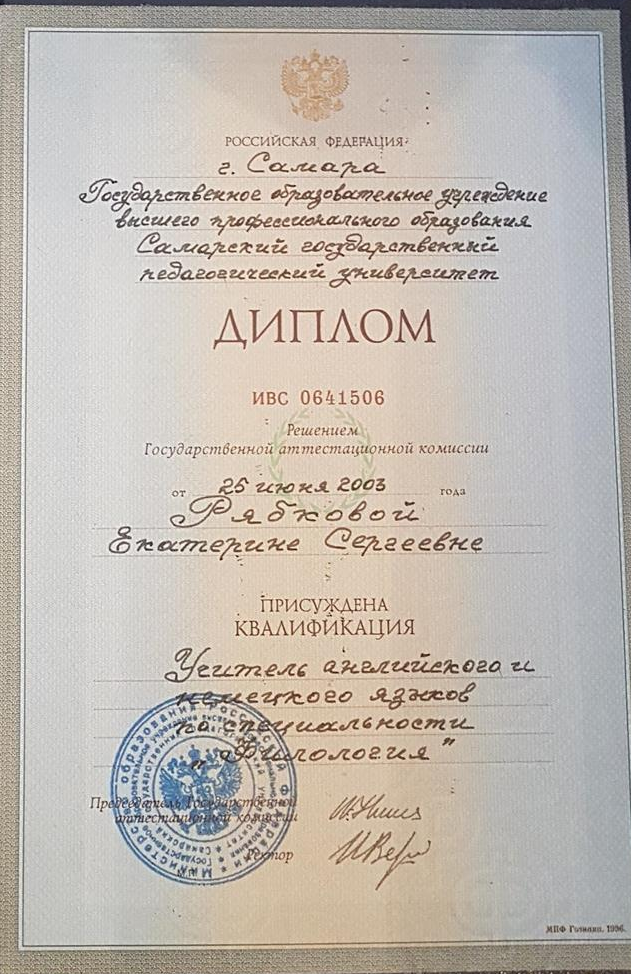 РОССИЙСКАЯ ФЕДЕРАЦИЯ
г. Самара
Государственное образовательное учреждение
высшего профессионального образования
Самарский государственный
педагогический университет
ДИПЛОМ
ИВС 0641506
Решением
Государственной аттестационной комиссии
от 25 июня 2003 года
Рябковой
Екатерине Сергеевне
ПРИСУЖДЕНА
КВАЛИФИКАЦИЯ
Учитель английского и
немецкого языков
по специальности
"Филология"
Председатель Государственной
аттестационной комиссии
Ректор
МПФ Гознака. 1996.